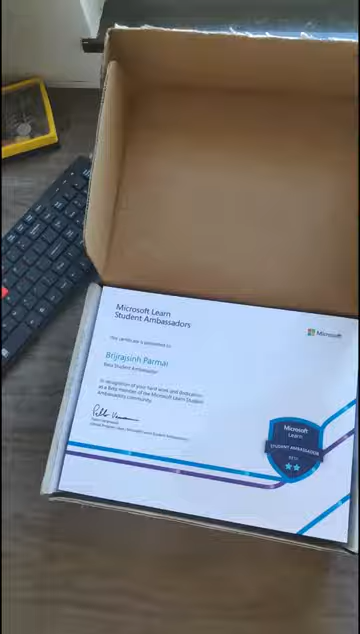 Microsoft Learn
Student Ambassadors
Microsoft
This certificate is presented to
Brijrajsinh Parmar
Beta Student Ambassador
In recognition of your hard work and dedication
as a Beta member of the Microsoft Learn Student
Ambassadors community.
Microsoft
Learn
STUDENT AMBASSADOR
BETA